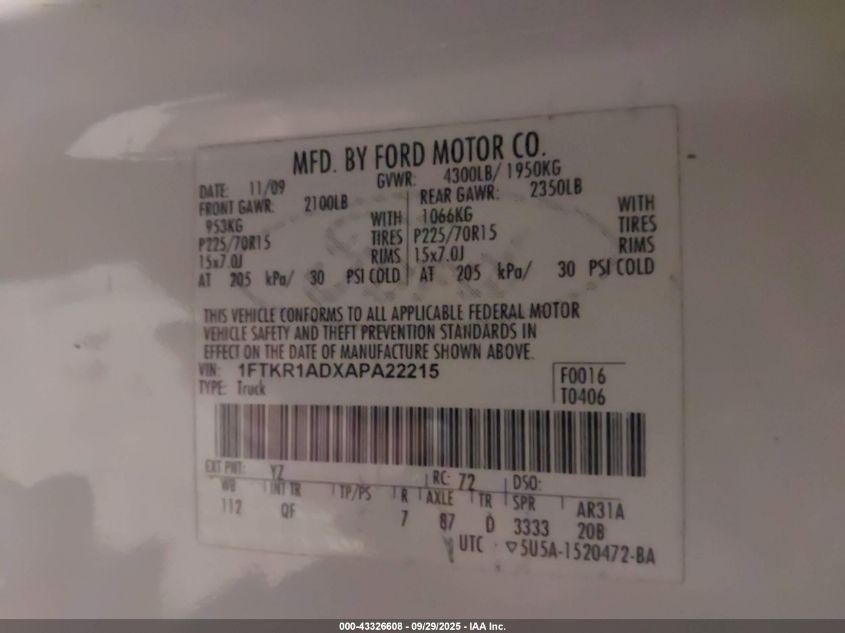 MFD. BY FORD MOTOR CO.
DATE: 11/09 GVWR: 4300LB/ 1950KG
FRONT GAWR: 2100LB REAR GAWR: 2350LB
953KG WITH 1066KG WITH
P225/70R15 TIRES P225/70R15 TIRES
15x7.0J RIMS 15x7.0J RIMS
AT 205 kPa/ 30 PSI COLD AT 205 kPa/ 30 PSI COLD
THIS VEHICLE CONFORMS TO ALL APPLICABLE FEDERAL MOTOR
VEHICLE SAFETY AND THEFT PREVENTION STANDARDS IN
EFFECT ON THE DATE OF MANUFACTURE SHOWN ABOVE.
VIN: 1FTKR1ADXAPA22215 F0016
TYPE: Truck T0406
EXT PNT: YZ RC: 72 DSO:
WB INT TR TP/PS R AXLE TR SPR AR31A
112 QF 7 87 D 3333 20B
UTC ▽5U5A-1520472-BA
000-43326608 - 09/29/2025 - IAA Inc.